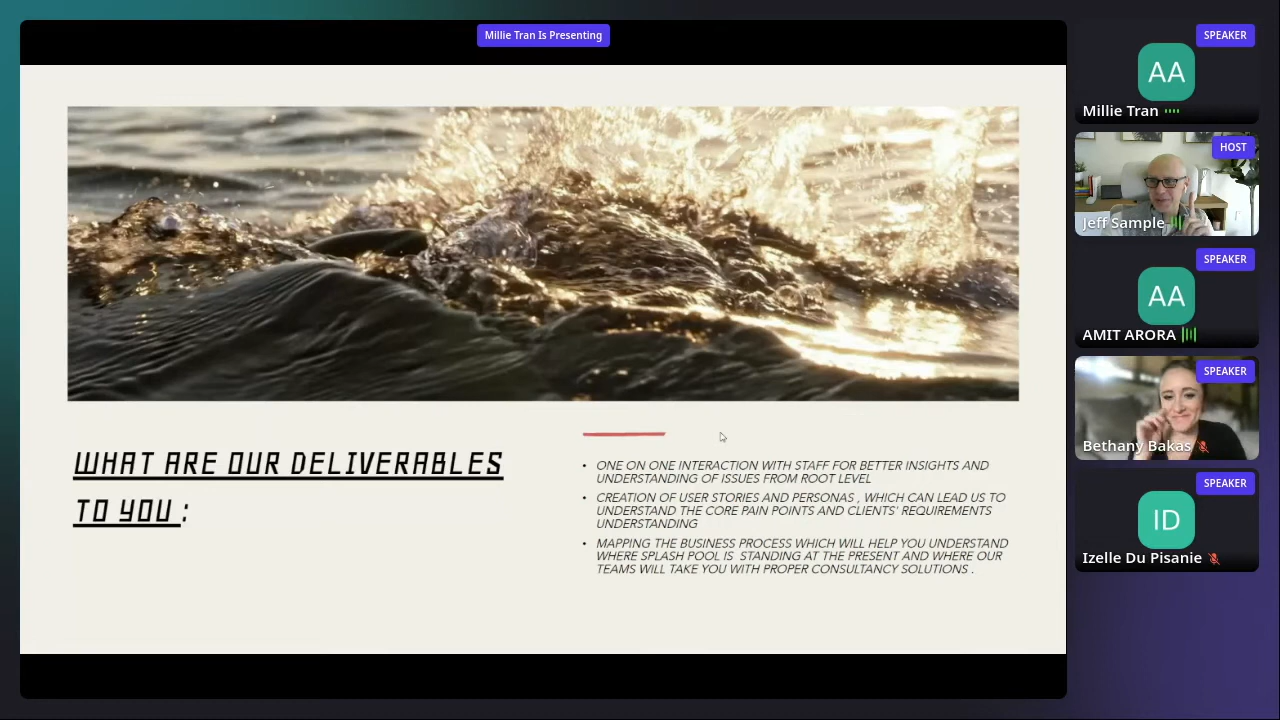 Millie Tran Is Presenting
WHAT ARE OUR DELIVERABLES
TO YOU :
• ONE ON ONE INTERACTION WITH STAFF FOR BETTER INSIGHTS AND
UNDERSTANDING OF ISSUES FROM ROOT LEVEL
• CREATION OF USER STORIES AND PERSONAS , WHICH CAN LEAD US TO
UNDERSTAND THE CORE PAIN POINTS AND CLIENTS' REQUIREMENTS
UNDERSTANDING
• MAPPING THE BUSINESS PROCESS WHICH WILL HELP YOU UNDERSTAND
WHERE SPLASH POOL IS STANDING AT THE PRESENT AND WHERE OUR
TEAMS WILL TAKE YOU WITH PROPER CONSULTANCY SOLUTIONS .
SPEAKER
AA
Millie Tran
HOST
Jeff Sample
SPEAKER
AA
AMIT ARORA
SPEAKER
Bethany Bakas
SPEAKER
ID
Izelle Du Pisanie